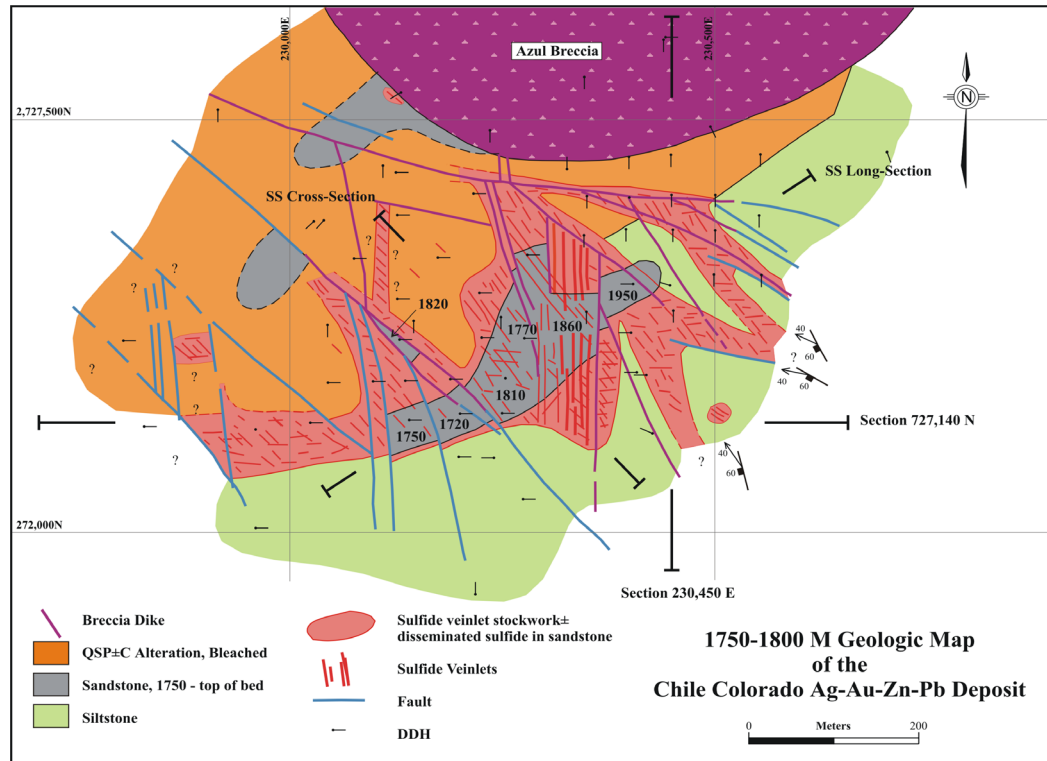 230,000E
230,500E
Azul Breccia
2,727,500N
N
SS Long-Section
SS Cross-Section
?
?
?
?
?
?
1820
1950
1770
1860
40
60
?
40
60
1810
?
?
1750
1720
Section 727,140 N
?
?
40
60
272,000N
Section 230,450 E
Breccia Dike
QSP±C Alteration, Bleached
Sandstone, 1750 - top of bed
Siltstone
Sulfide veinlet stockwork±
disseminated sulfide in sandstone
Sulfide Veinlets
Fault
DDH
1750-1800 M Geologic Map
of the
Chile Colorado Ag-Au-Zn-Pb Deposit
Meters
0
200